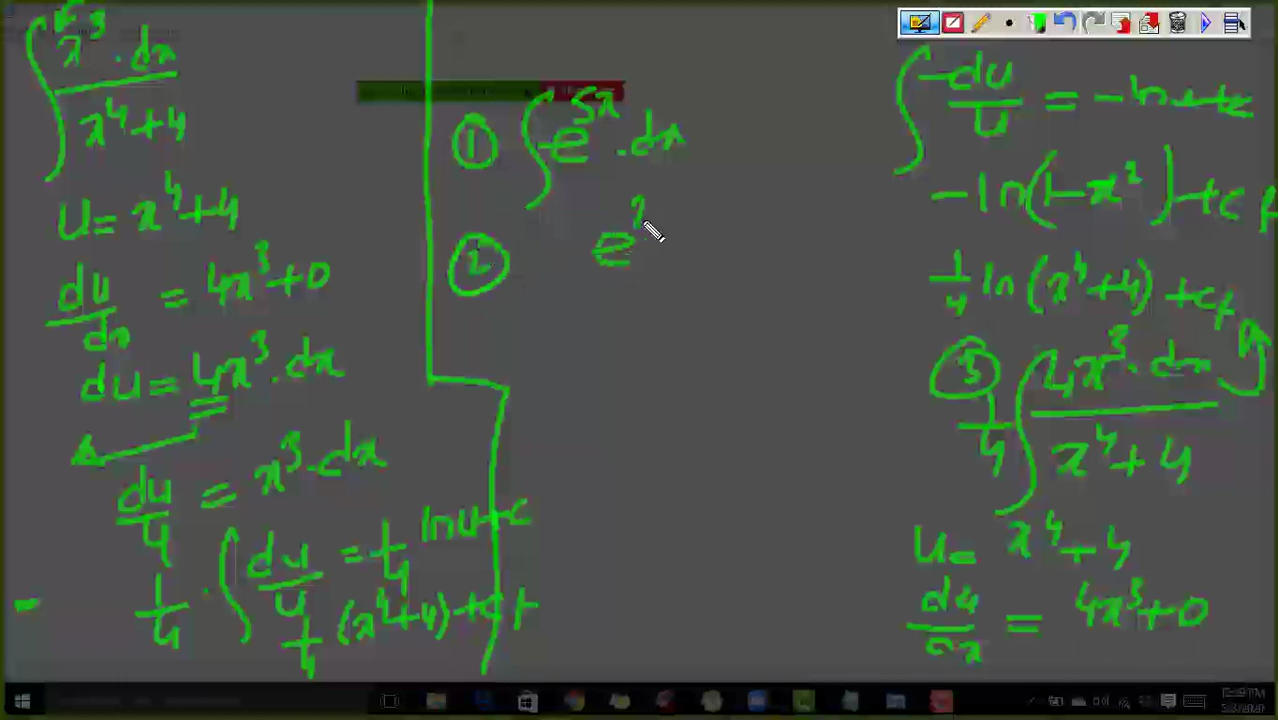 ∫ x³ · dx / x⁴+4
u = x⁴+4
du/dx = 4x³+0
du = 4x³ · dx
du/4 = x³ · dx
1/4 · ∫ du/u = 1/4 ln u + c
1/4 (x⁴+4) + c
① ∫ e⁵ˣ · dx
② e
∫ -du/u = -ln u + c
-ln(1-x²) + c
1/4 ln (x⁴+4) + c
③ 1/4 ∫ 4x³ · dx / x⁴+4
u = x⁴+4
du/dx = 4x³+0